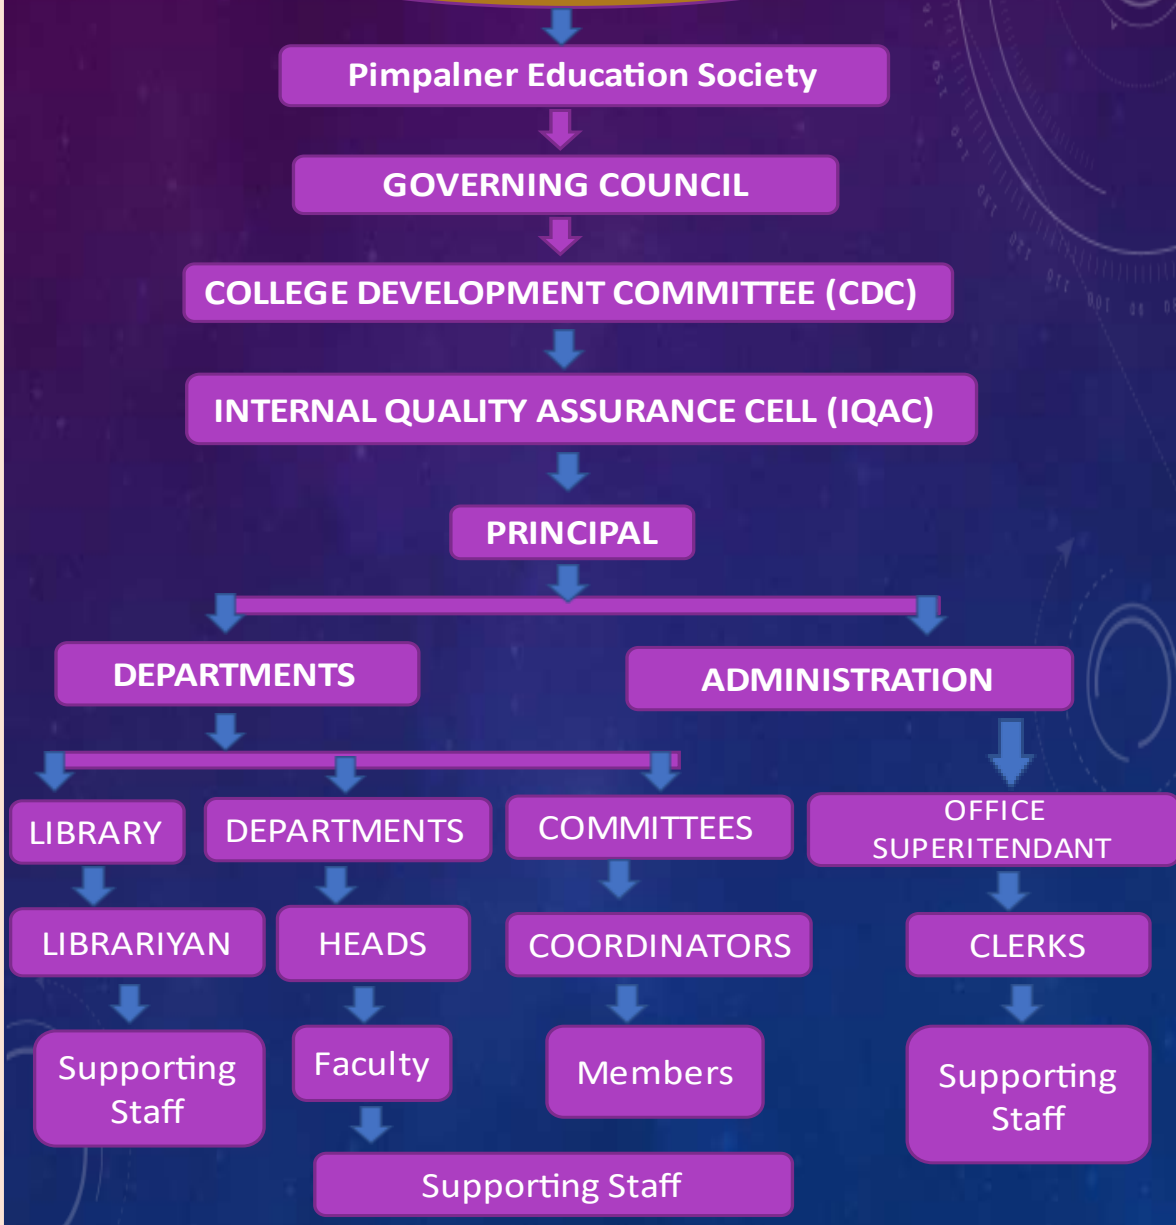 Pimpalner Education Society
GOVERNING COUNCIL
COLLEGE DEVELOPMENT COMMITTEE (CDC)
INTERNAL QUALITY ASSURANCE CELL (IQAC)
PRINCIPAL
DEPARTMENTS
ADMINISTRATION
LIBRARY
DEPARTMENTS
COMMITTEES
OFFICE
SUPERITENDANT
LIBRARIYAN
HEADS
COORDINATORS
CLERKS
Supporting
Staff
Faculty
Members
Supporting
Staff
Supporting Staff